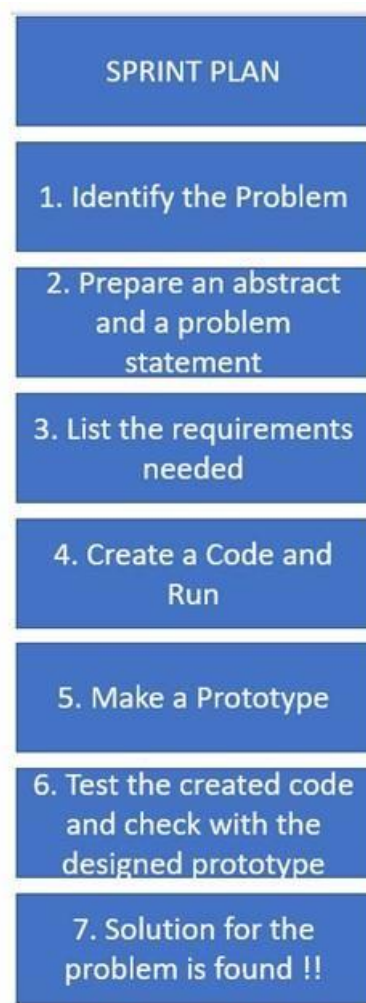 SPRINT PLAN
1. Identify the Problem
2. Prepare an abstract
and a problem
statement
3. List the requirements
needed
4. Create a Code and
Run
5. Make a Prototype
6. Test the created code
and check with the
designed prototype
7. Solution for the
problem is found !!